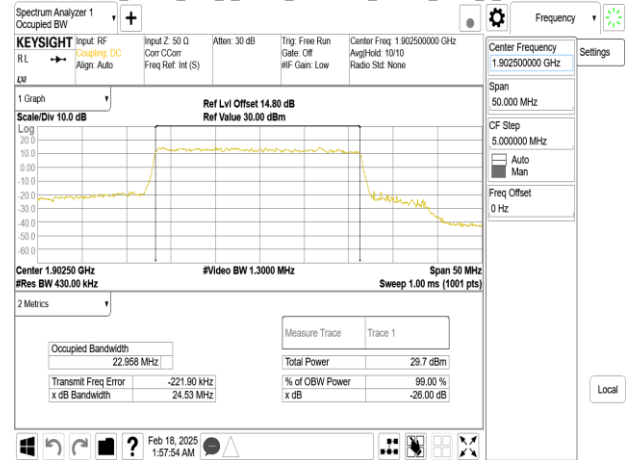 Spectrum Analyzer 1
Occupied BW
Frequency
KEYSIGHT
Input: RF
Coupling: DC
Align: Auto
Input Z: 50 Ω
Corr CCorr
Freq Ref: Int (S)
Atten: 30 dB
Trig: Free Run
Gate: Off
#IF Gain: Low
Center Freq: 1.902500000 GHz
Avg|Hold: 10/10
Radio Std: None
R L
LXI
Center Frequency
1.902500000 GHz
Settings
Span
50.000 MHz
CF Step
5.000000 MHz
Auto
Man
Freq Offset
0 Hz
Local
1 Graph
Scale/Div 10.0 dB
Ref Lvl Offset 14.80 dB
Ref Value 30.00 dBm
Log
20.0
10.0
0.00
-10.0
-20.0
-30.0
-40.0
-50.0
-60.0
Center 1.90250 GHz
#Video BW 1.3000 MHz
Span 50 MHz
#Res BW 430.00 kHz
Sweep 1.00 ms (1001 pts)
2 Metrics
Measure Trace
Trace 1
Occupied Bandwidth
22.958 MHz
Total Power
29.7 dBm
Transmit Freq Error
-221.90 kHz
% of OBW Power
99.00 %
x dB Bandwidth
24.53 MHz
x dB
-26.00 dB
?
Feb 18, 2025
1:57:54 AM